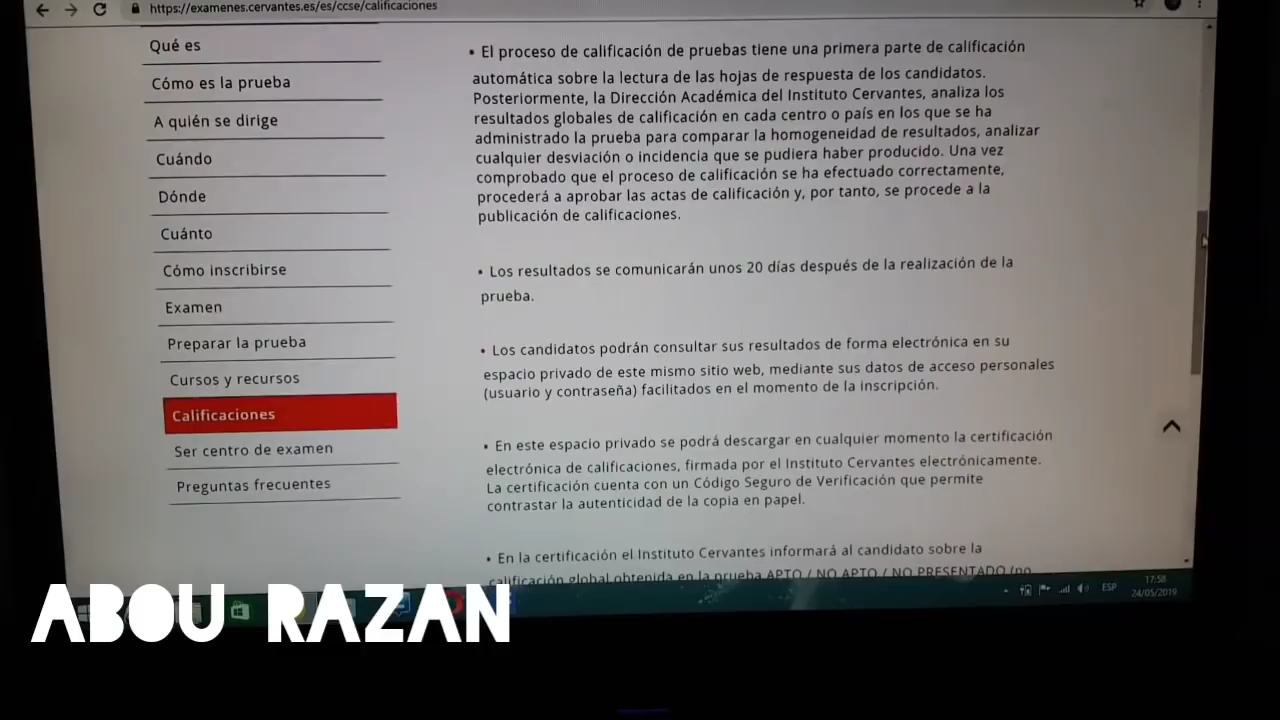 https://examenes.cervantes.es/es/ccse/calificaciones
Qué es
Cómo es la prueba
A quién se dirige
Cuándo
Dónde
Cuánto
Cómo inscribirse
Examen
Preparar la prueba
Cursos y recursos
Calificaciones
Ser centro de examen
Preguntas frecuentes
• El proceso de calificación de pruebas tiene una primera parte de calificación
automática sobre la lectura de las hojas de respuesta de los candidatos.
Posteriormente, la Dirección Académica del Instituto Cervantes, analiza los
resultados globales de calificación en cada centro o país en los que se ha
administrado la prueba para comparar la homogeneidad de resultados, analizar
cualquier desviación o incidencia que se pudiera haber producido. Una vez
comprobado que el proceso de calificación se ha efectuado correctamente,
procederá a aprobar las actas de calificación y, por tanto, se procede a la
publicación de calificaciones.
• Los resultados se comunicarán unos 20 días después de la realización de la
prueba.
• Los candidatos podrán consultar sus resultados de forma electrónica en su
espacio privado de este mismo sitio web, mediante sus datos de acceso personales
(usuario y contraseña) facilitados en el momento de la inscripción.
• En este espacio privado se podrá descargar en cualquier momento la certificación
electrónica de calificaciones, firmada por el Instituto Cervantes electrónicamente.
La certificación cuenta con un Código Seguro de Verificación que permite
contrastar la autenticidad de la copia en papel.
• En la certificación el Instituto Cervantes informará al candidato sobre la
calificación global obtenida en la prueba APTO / NO APTO / NO PRESENTADO (no
ESP
17:58
24/05/2019
ABOU RAZAN